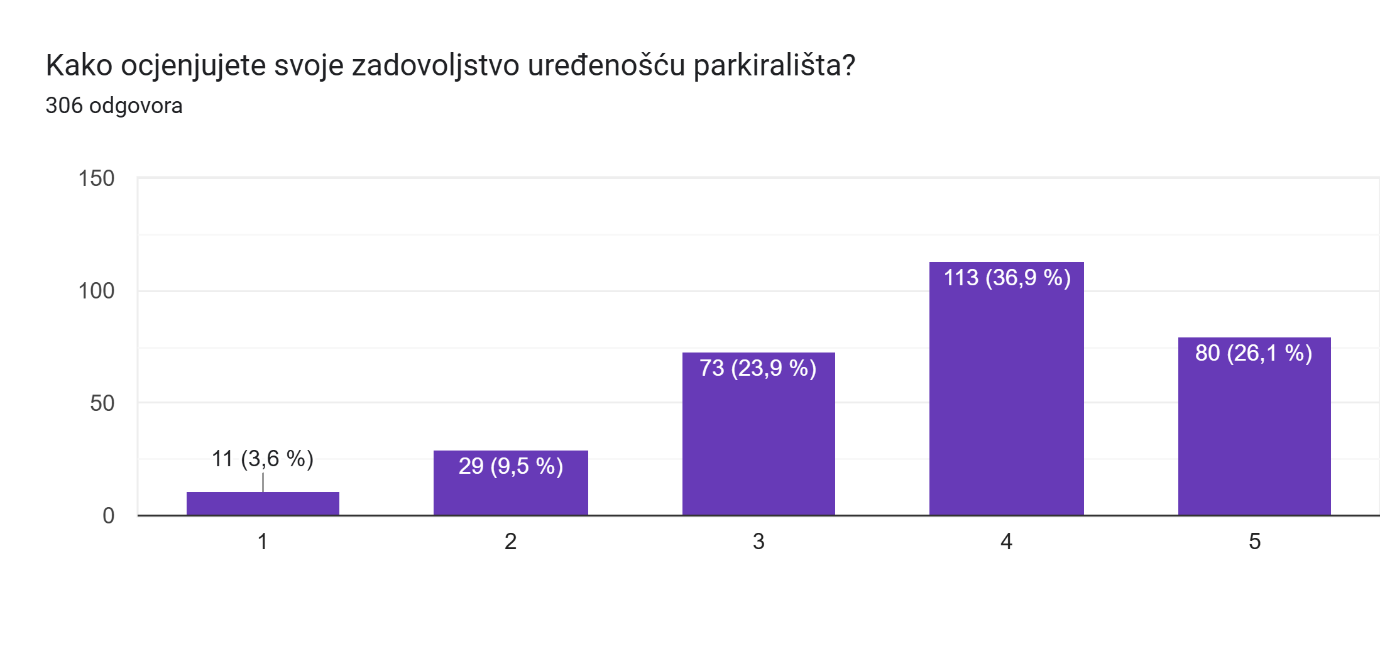 Kako ocjenjujete svoje zadovoljstvo uređenošću parkirališta?
306 odgovora
150
100
50
0
11 (3,6 %)
29 (9,5 %)
73 (23,9 %)
113 (36,9 %)
80 (26,1 %)
1
2
3
4
5